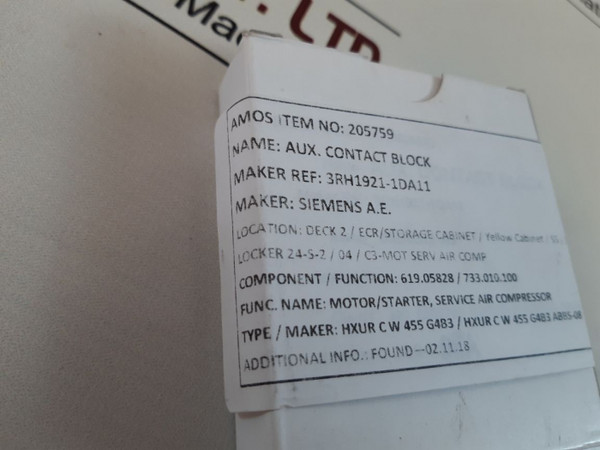 LTD
Ma
AMOS ITEM NO: 205759
NAME: AUX. CONTACT BLOCK
MAKER REF: 3RH1921-1DA11
MAKER: SIEMENS A.E.
LOCATION: DECK 2 / ECR/STORAGE CABINET / Yellow Cabinet /
LOCKER 24-S-2 / 04 / C3-MOT SERV AIR COMP
COMPONENT / FUNCTION: 619.05828 / 733.010.100
FUNC. NAME: MOTOR/STARTER, SERVICE AIR COMPRESSOR
TYPE / MAKER: HXUR C W 455 G4B3 / HXUR C W 455 G4B3
ADDITIONAL INFO.: FOUND--02.11.18